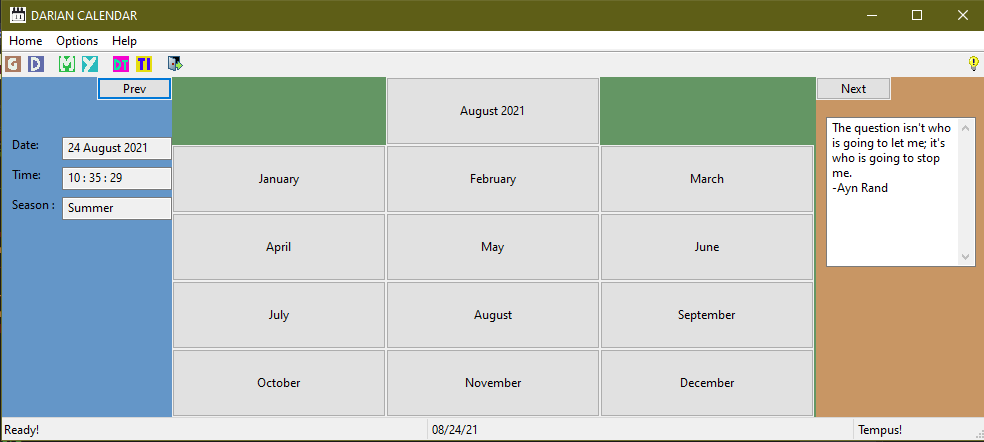 DARIAN CALENDAR
Home Options Help
G D M Y DT TI
Prev
August 2021
Next
Date: 24 August 2021
Time: 10 : 35 : 29
Season : Summer
January February March
April May June
July August September
October November December
The question isn't who
is going to let me; it's
who is going to stop
me.
-Ayn Rand
Ready! 08/24/21 Tempus!